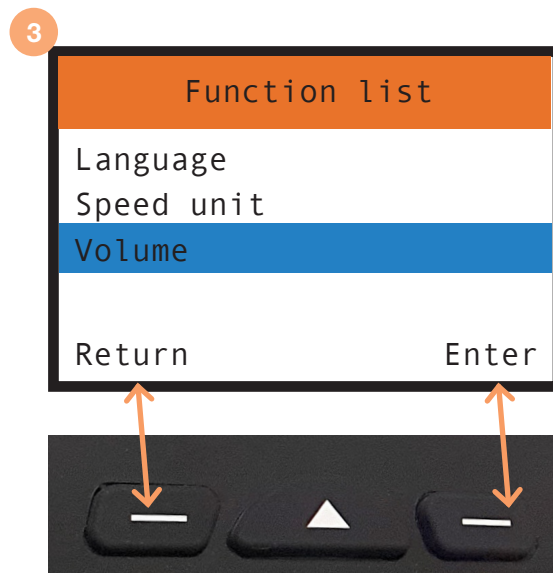 3
Function list
Language
Speed unit
Volume
Return Enter